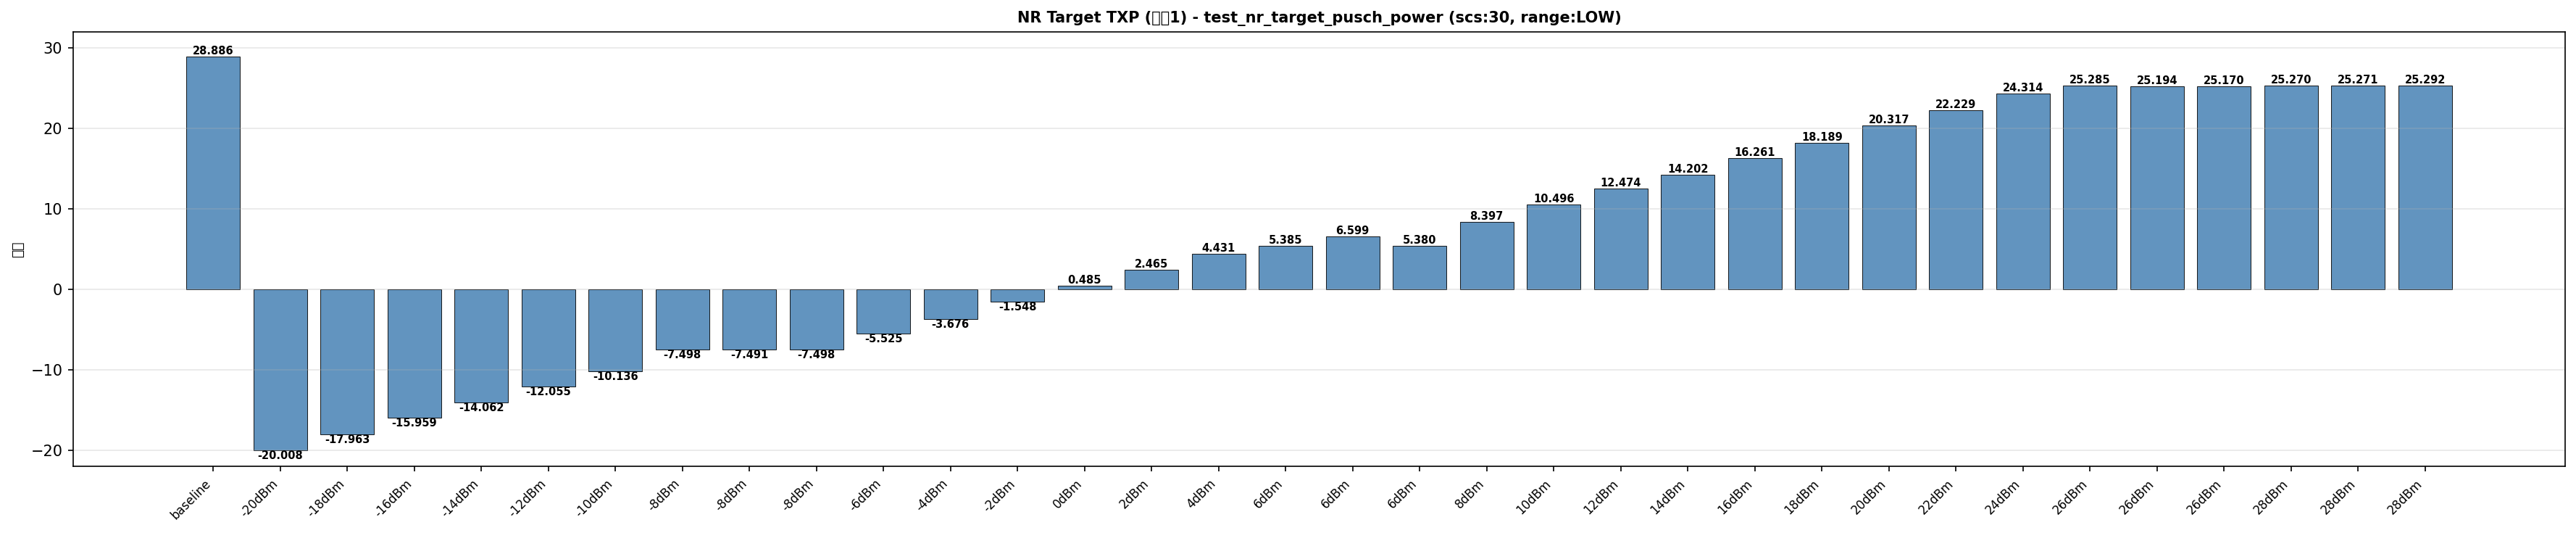 NR Target TXP (1) - test_nr_target_pusch_power (scs:30, range:LOW)
30
20
10
0
−10
−20
28.886
-20.008
-17.963
-15.959
-14.062
-12.055
-10.136
-7.498
-7.491
-7.498
-5.525
-3.676
-1.548
0.485
2.465
4.431
5.385
6.599
5.380
8.397
10.496
12.474
14.202
16.261
18.189
20.317
22.229
24.314
25.285
25.194
25.170
25.270
25.271
25.292
baseline
-20dBm
-18dBm
-16dBm
-14dBm
-12dBm
-10dBm
-8dBm
-8dBm
-8dBm
-6dBm
-4dBm
-2dBm
0dBm
2dBm
4dBm
6dBm
6dBm
6dBm
8dBm
10dBm
12dBm
14dBm
16dBm
18dBm
20dBm
22dBm
24dBm
26dBm
26dBm
26dBm
28dBm
28dBm
28dBm